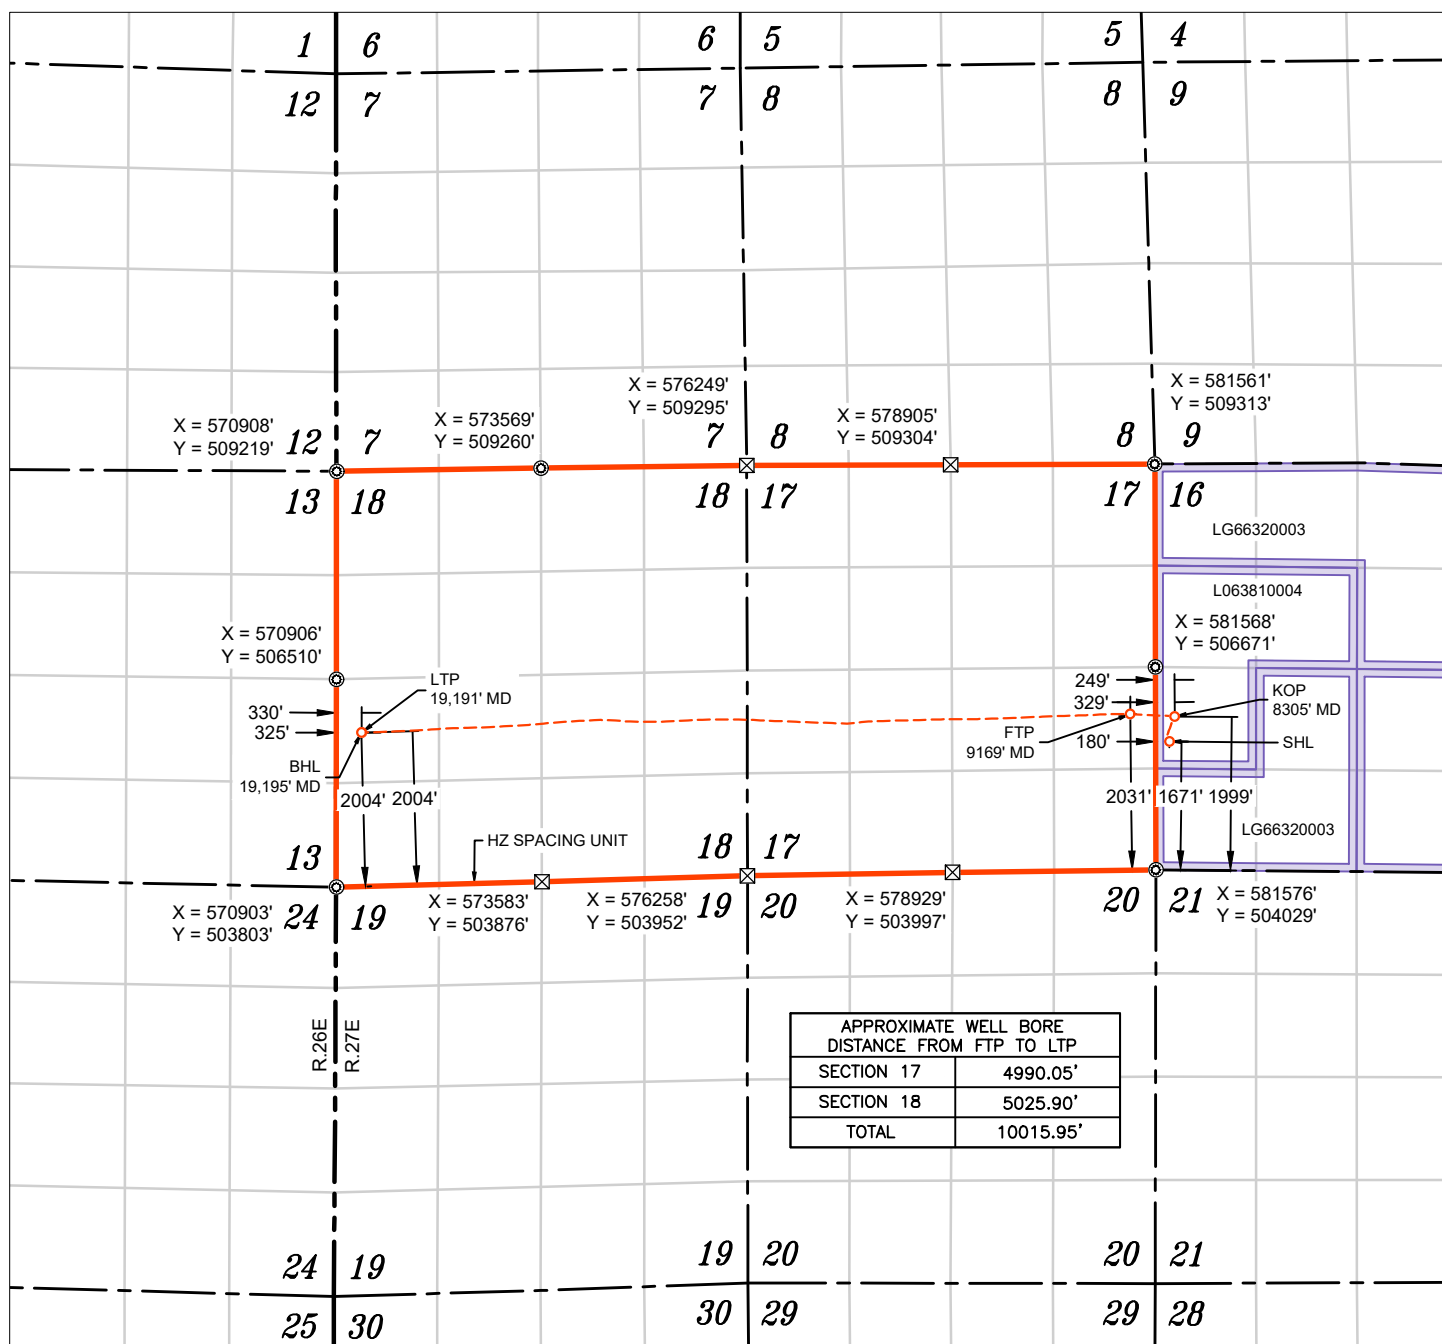 1 6
6 5
5 4
12 7
7 8
8 9
X = 570908'
Y = 509219'
X = 573569'
Y = 509260'
X = 576249'
Y = 509295'
X = 578905'
Y = 509304'
X = 581561'
Y = 509313'
12 7
7 8
8 9
13 18
18 17
17 16
LG66320003
L063810004
X = 570906'
Y = 506510'
X = 581568'
Y = 506671'
LTP
19,191' MD
249'
329'
180'
KOP
8305' MD
330'
325'
FTP
9169' MD
SHL
BHL
19,195' MD
2004' 2004'
2031' 1671' 1999'
LG66320003
HZ SPACING UNIT
13
18 17
24 19
19 20
20 21
X = 570903'
Y = 503803'
X = 573583'
Y = 503876'
X = 576258'
Y = 503952'
X = 578929'
Y = 503997'
X = 581576'
Y = 504029'
R.26E
R.27E
APPROXIMATE WELL BORE
DISTANCE FROM FTP TO LTP
SECTION 17 4990.05'
SECTION 18 5025.90'
TOTAL 10015.95'
24 19
19 20
20 21
25 30
30 29
29 28